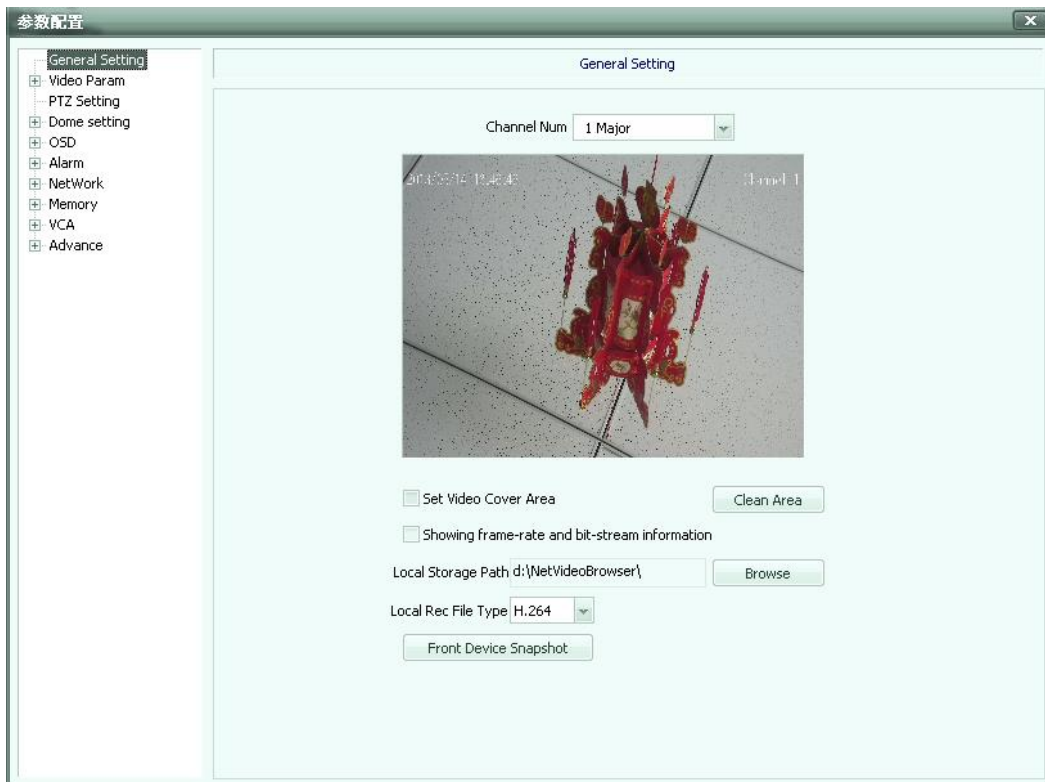 参数配置
General Setting
Video Param
PTZ Setting
Dome setting
OSD
Alarm
NetWork
Memory
VCA
Advance
General Setting
Channel Num 1 Major
Channel 1
Set Video Cover Area Clean Area
Showing frame-rate and bit-stream information
Local Storage Path d:\NetVideoBrowser\ Browse
Local Rec File Type H.264
Front Device Snapshot